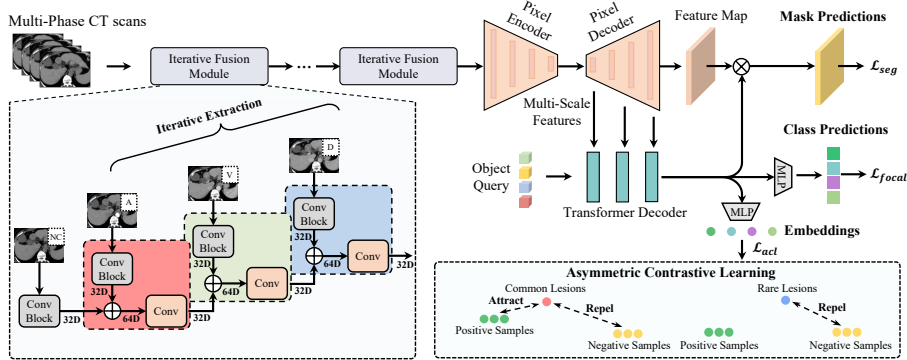 Multi-Phase CT scans
Iterative Fusion
Module
...
Iterative Fusion
Module
Pixel
Encoder
Pixel
Decoder
Feature Map
Mask Predictions
ℒseg
Multi-Scale
Features
Object
Query
Transformer Decoder
MLP
Class Predictions
ℒfocal
MLP
Embeddings
ℒacl
Iterative Extraction
NC
A
V
D
Conv
Block
32D
Conv
Block
32D
64D
Conv
32D
Conv
Block
32D
64D
Conv
32D
Conv
Block
32D
64D
Conv
32D
Asymmetric Contrastive Learning
Common Lesions
Attract
Repel
Positive Samples
Negative Samples
Rare Lesions
Repel
Positive Samples
Negative Samples